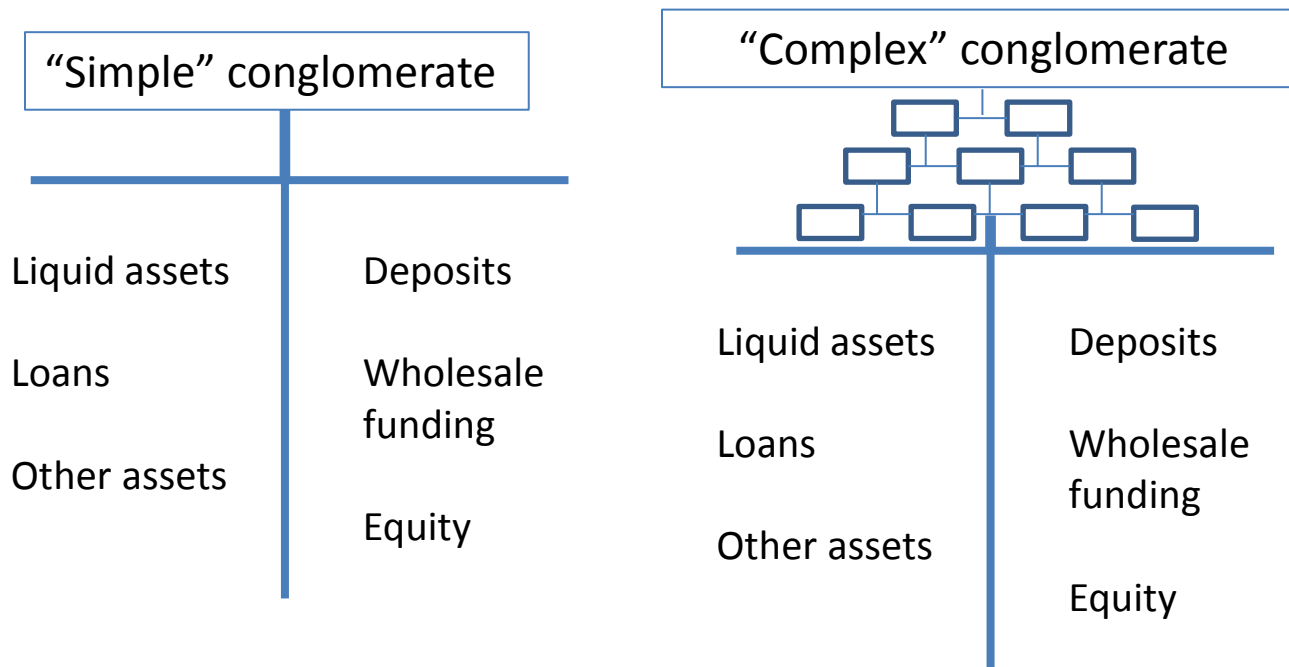 “Simple” conglomerate
Liquid assets
Deposits
Loans
Wholesale
funding
Other assets
Equity
“Complex” conglomerate
Liquid assets
Deposits
Loans
Wholesale
funding
Other assets
Equity